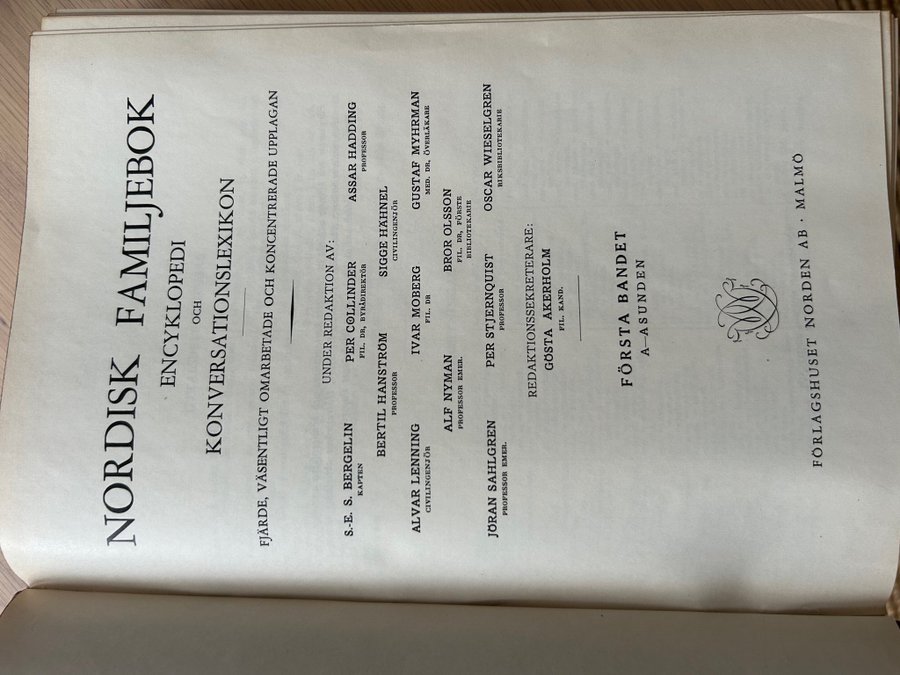 NORDISK FAMILJEBOK
ENCYKLOPEDI
OCH
KONVERSATIONSLEXIKON
FJÄRDE, VÄSENTLIGT OMARBETADE OCH KONCENTRERADE UPPLAGAN
UNDER REDAKTION AV:
S.-E. S. BERGELIN PER COLLINDER ASSAR HADDING
KAPTEN FIL. DR, BYRÅDIREKTÖR PROFESSOR
BERTIL HANSTRÖM SIGGE HÄHNEL
PROFESSOR CIVILINGENJÖR
ALVAR LENNING IVAR MOBERG GUSTAF MYHRMAN
CIVILINGENJÖR FIL. DR MED. DR, ÖVERLÄKARE
ALF NYMAN BROR OLSSON
PROFESSOR EMER. FIL. DR, FÖRSTE
BIBLIOTEKARIE
JÖRAN SAHLGREN PER STJERNQUIST OSCAR WIESELGREN
PROFESSOR EMER. PROFESSOR RIKSBIBLIOTEKARIE
REDAKTIONSSEKRETERARE:
GÖSTA ÅKERHOLM
FIL. KAND.
FÖRSTA BANDET
A—ASUNDEN
FÖRLAGSHUSET NORDEN AB · MALMÖ